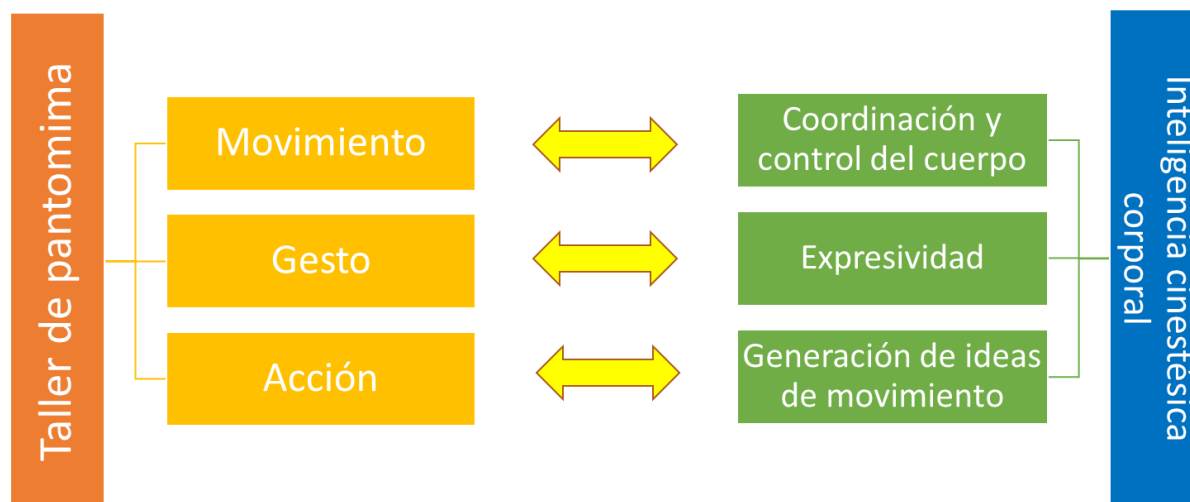 Taller de pantomima
Movimiento
Gesto
Acción
Coordinación y
control del cuerpo
Expresividad
Generación de ideas
de movimiento
Inteligencia cinestésica
corporal